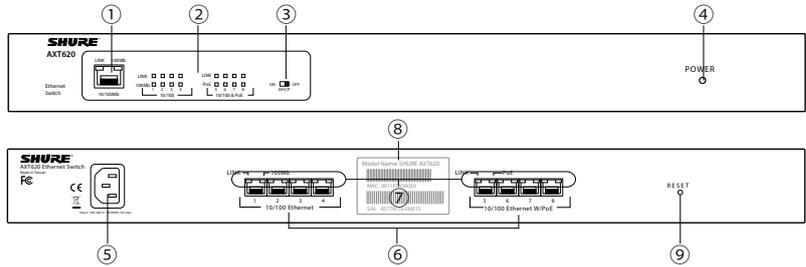 ① ② ③ ④
SHURE
AXT620
LINK 100Mb
10/100Mb
Ethernet
Switch
LINK
100Mb
1 2 3 4
10/100
LINK
PoE
5 6 7 8
10/100 & PoE
ON OFF
DHCP
POWER
⑧
SHURE
AXT620 Ethernet Switch
Made in Taiwan
FC CE
LINK 100Mb
1 2 3 4
10/100 Ethernet
Model Name: SHURE AXT620
⑦
LINK PoE
5 6 7 8
10/100 Ethernet W/PoE
RESET
⑤ ⑥ ⑨